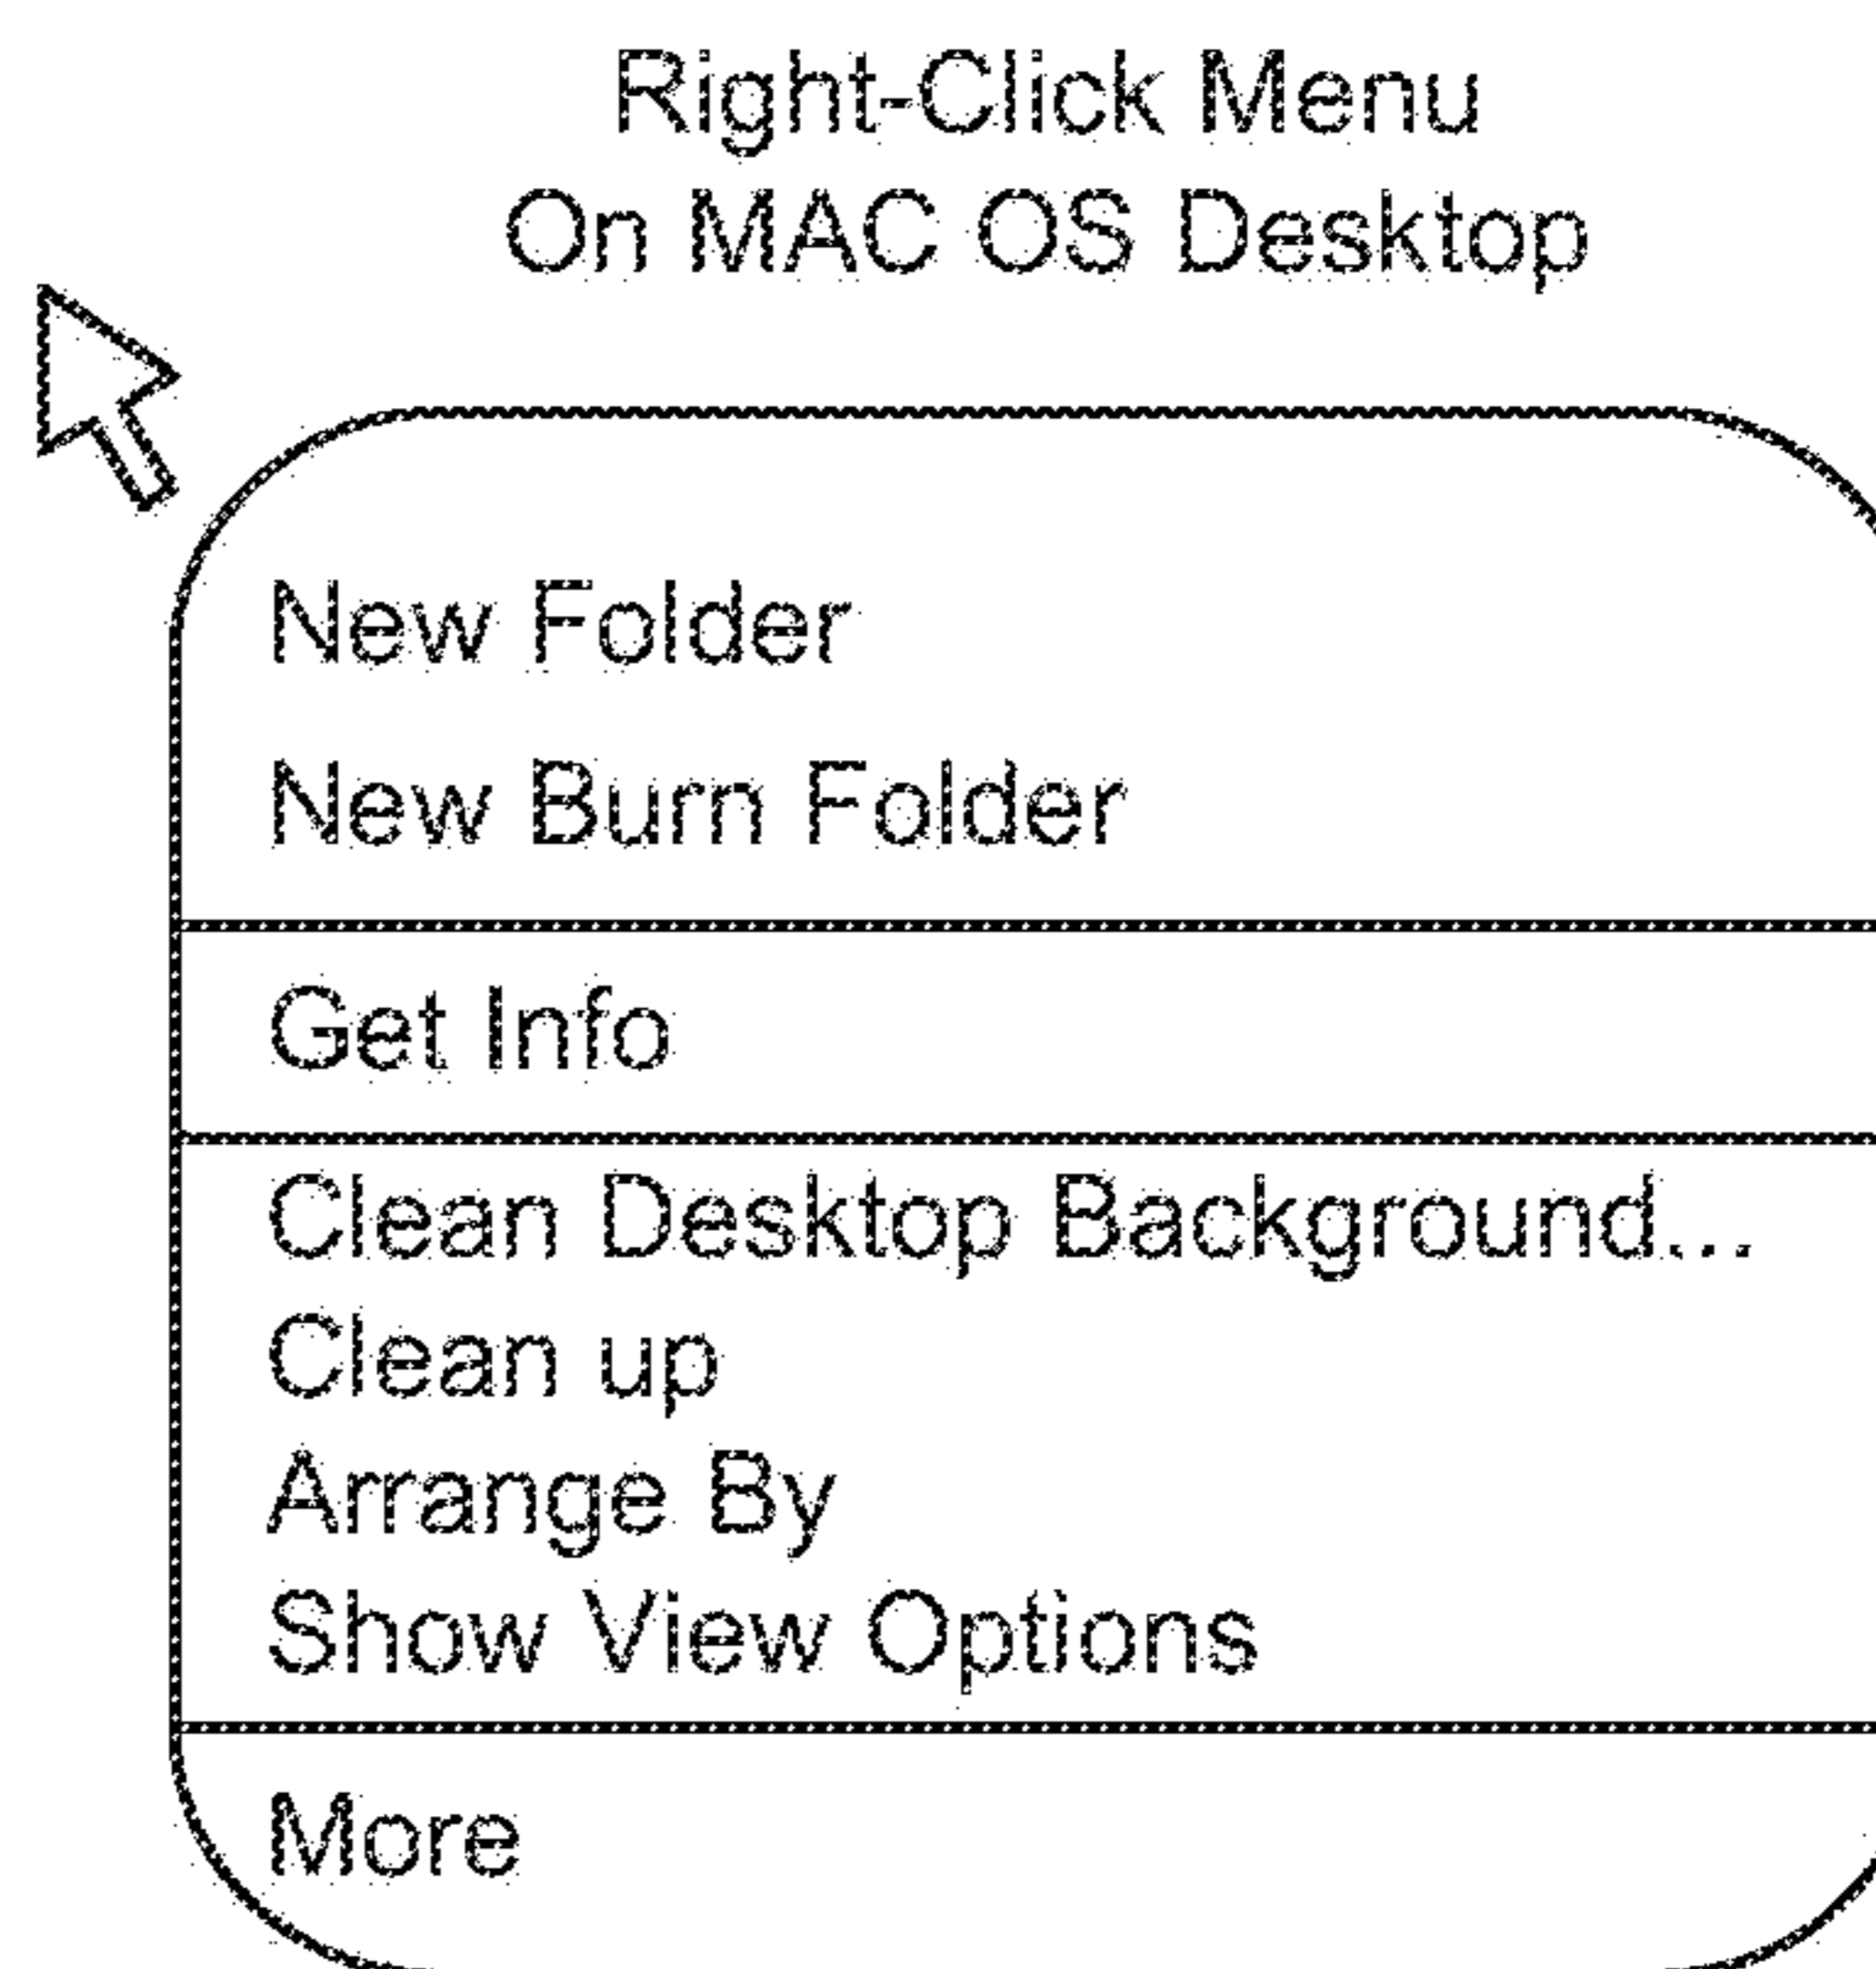 Right-Click Menu
On MAC OS Desktop
New Folder
New Burn Folder
Get Info
Clean Desktop Background...
Clean up
Arrange By
Show View Options
More